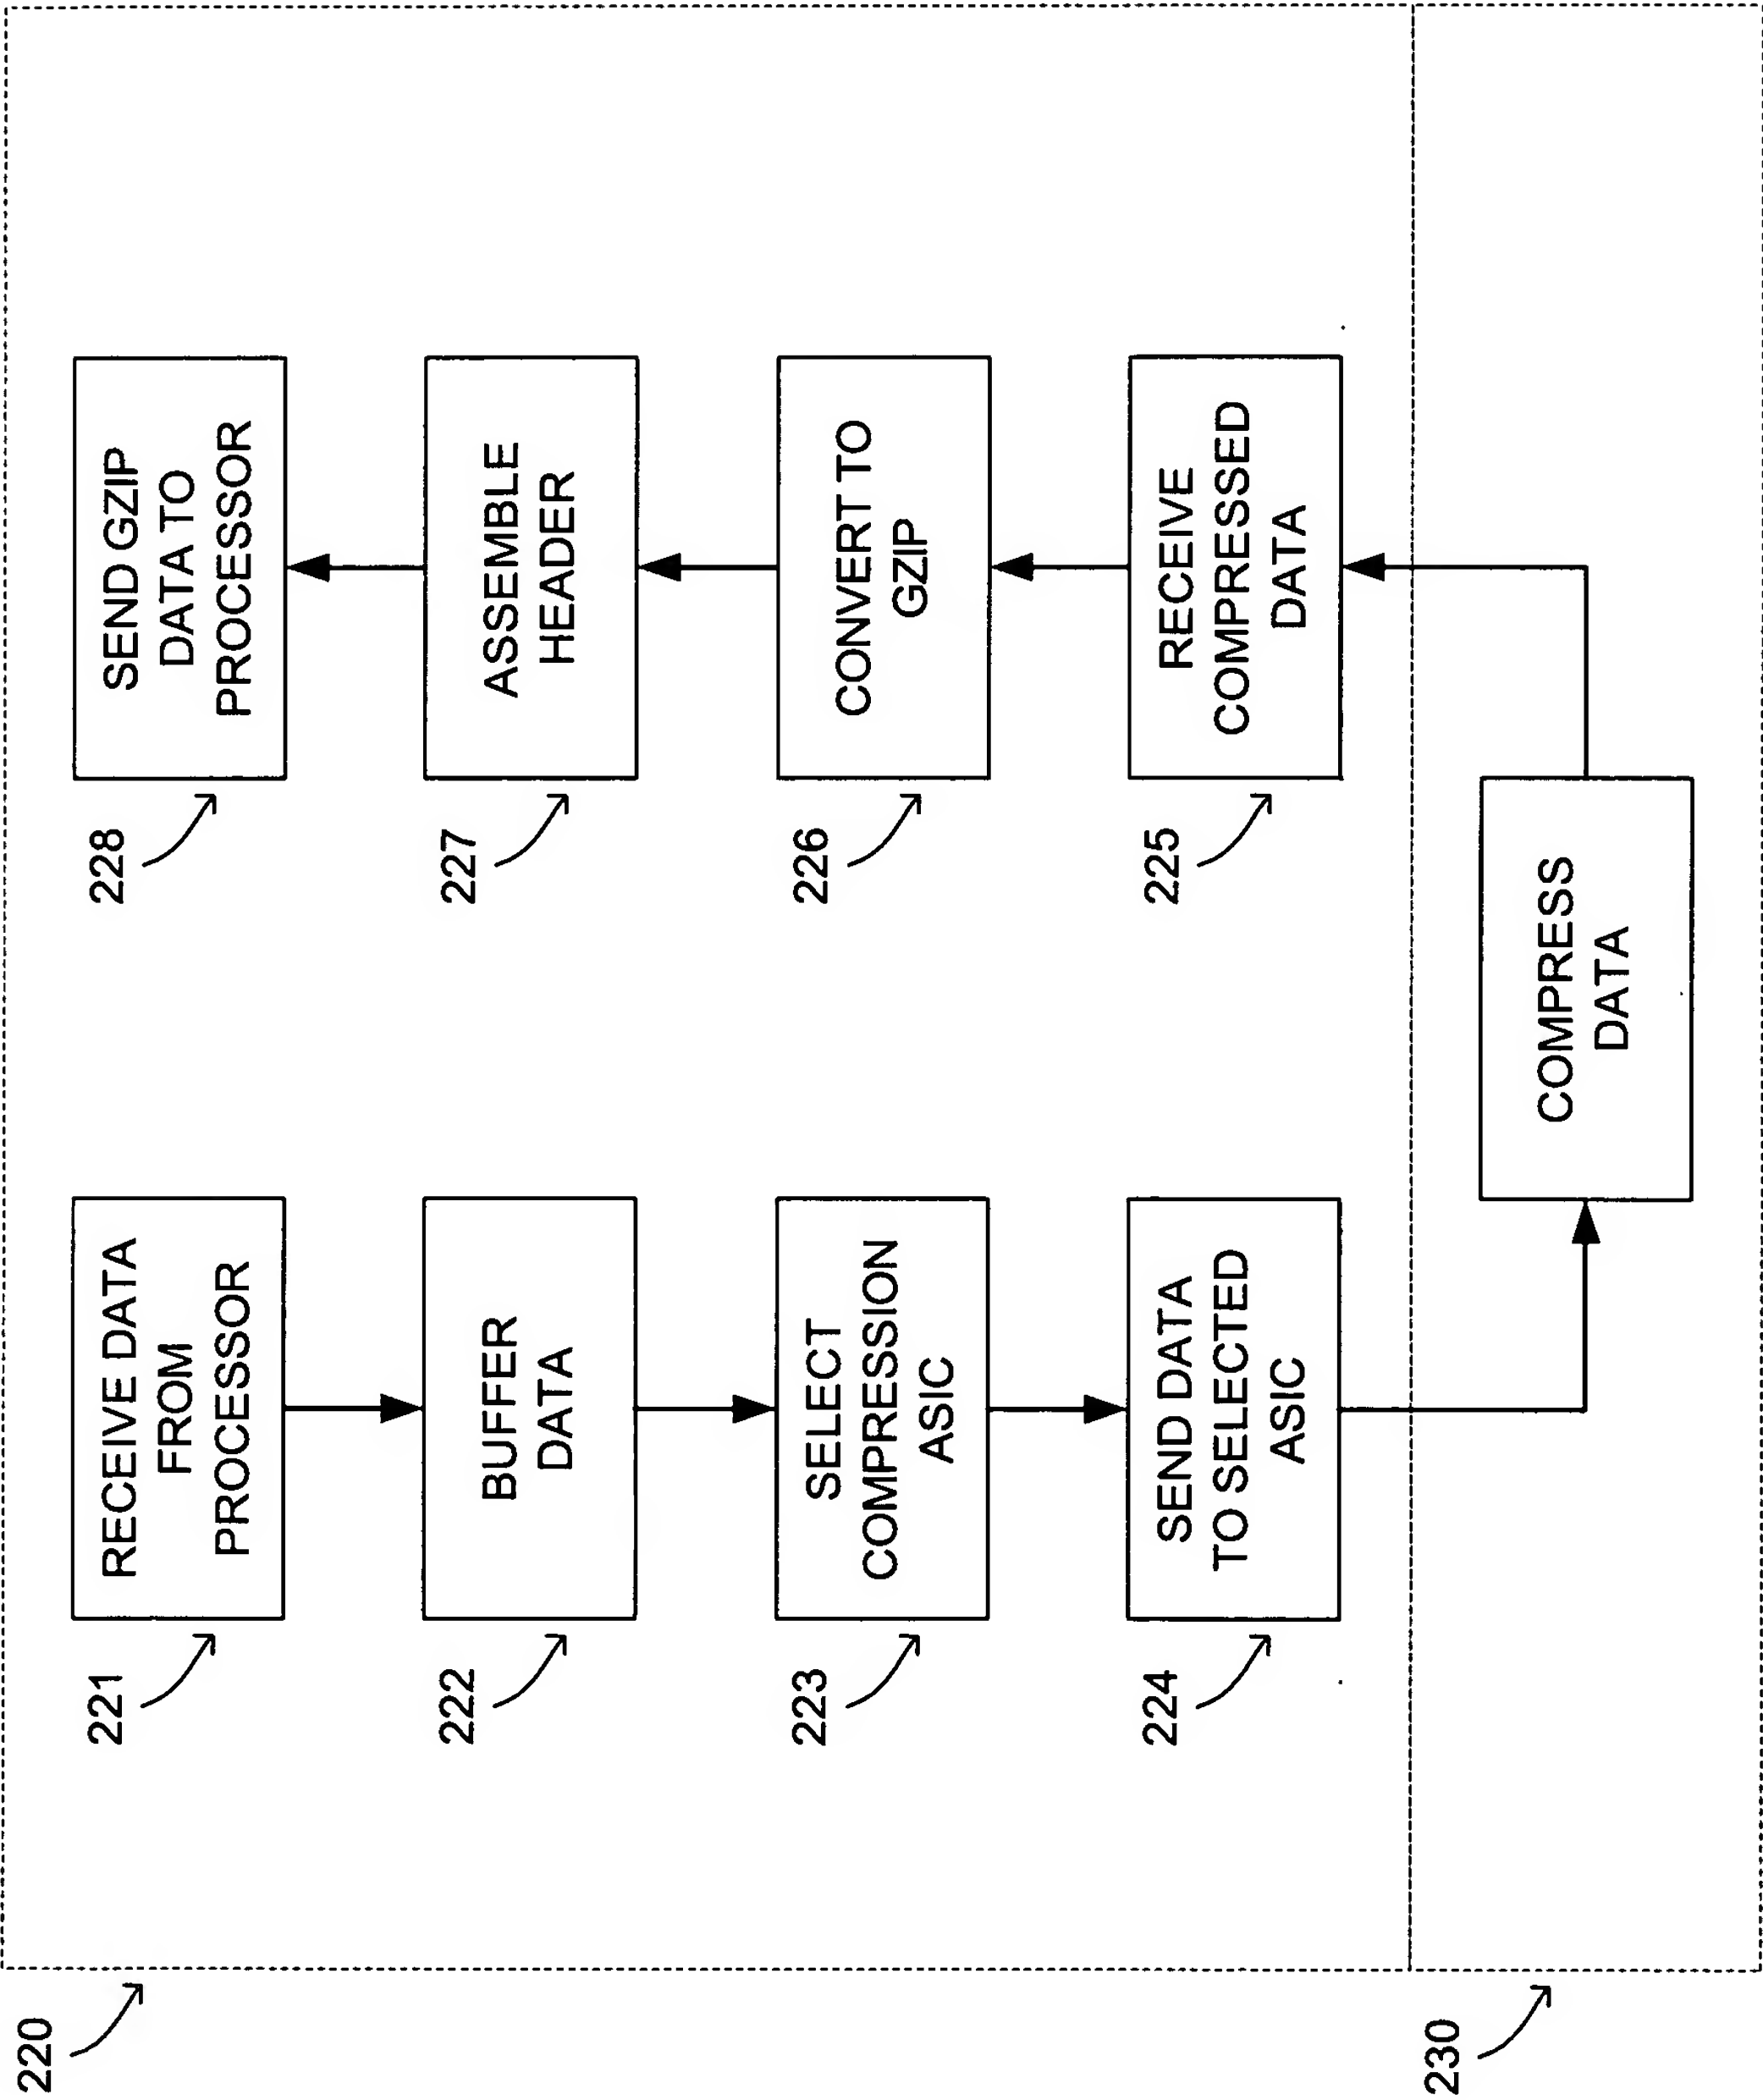 220
221
RECEIVE DATA
FROM
PROCESSOR
222
BUFFER
DATA
223
SELECT
COMPRESSION
ASIC
224
SEND DATA
TO SELECTED
ASIC
228
SEND GZIP
DATA TO
PROCESSOR
227
ASSEMBLE
HEADER
226
CONVERT TO
GZIP
225
RECEIVE
COMPRESSED
DATA
230
COMPRESS
DATA